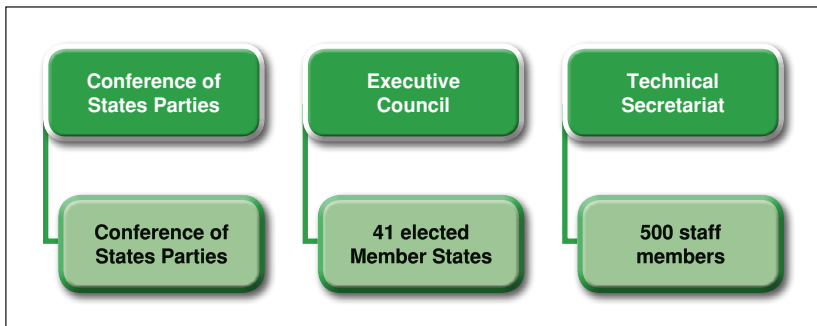 Conference of
States Parties
Executive
Council
Technical
Secretariat
Conference of
States Parties
41 elected
Member States
500 staff
members